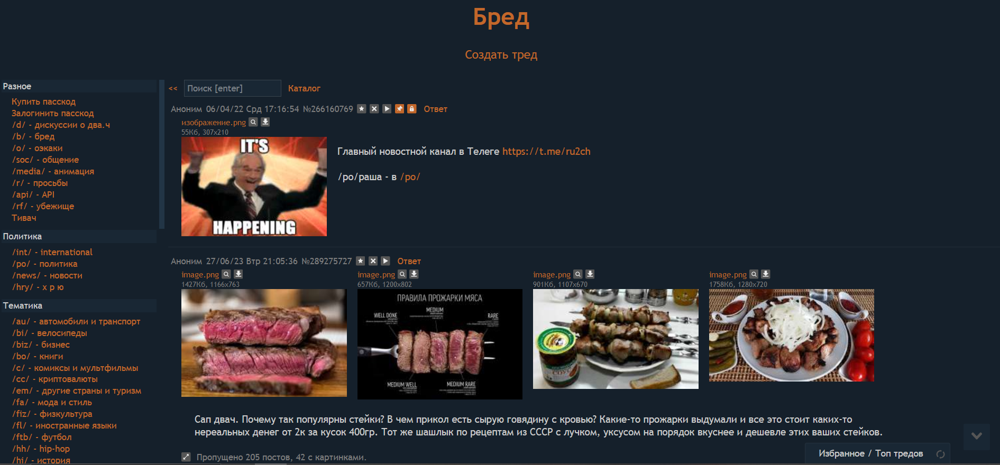 Бред
Создать тред
Разное
Купить пасскод
Залогинить пасскод
/d/ - дискуссии о два.ч
/b/ - бред
/o/ - оэкаки
/soc/ - общение
/media/ - анимация
/r/ - просьбы
/api/ - API
/rf/ - убежище
Тивач
Политика
/int/ - international
/po/ - политика
/news/ - новости
/hry/ - х р ю
Тематика
/au/ - автомобили и транспорт
/bi/ - велосипеды
/biz/ - бизнес
/bo/ - книги
/c/ - комиксы и мультфильмы
/cc/ - криптовалюты
/em/ - другие страны и туризм
/fa/ - мода и стиль
/fiz/ - физкультура
/fl/ - иностранные языки
/ftb/ - футбол
/hh/ - hip-hop
/hi/ - история
<< Поиск [enter] Каталог
Аноним 06/04/22 Срд 17:16:54 №266160769 Ответ
изображение.png
55Кб, 307x210
IT'S
HAPPENING
Главный новостной канал в Телеге https://t.me/ru2ch
/po/раша - в /po/
Аноним 27/06/23 Втр 21:05:36 №289275727 Ответ
image.png
1427Кб, 1166x763
image.png
657Кб, 1200x802
ПРАВИЛА ПРОЖАРКИ МЯСА
MEDIUM
WELL DONE
RARE
MEDIUM WELL
MEDIUM RARE
image.png
901Кб, 1107x670
СОУС
image.png
1758Кб, 1280x720
Сап двач. Почему так популярны стейки? В чем прикол есть сырую говядину с кровью? Какие-то прожарки выдумали и все это стоит каких-то
нереальных денег от 2к за кусок 400гр. Тот же шашлык по рецептам из СССР с лучком, уксусом на порядок вкуснее и дешевле этих ваших стейков.
Пропущено 205 постов, 42 с картинками.
Избранное / Топ тредов